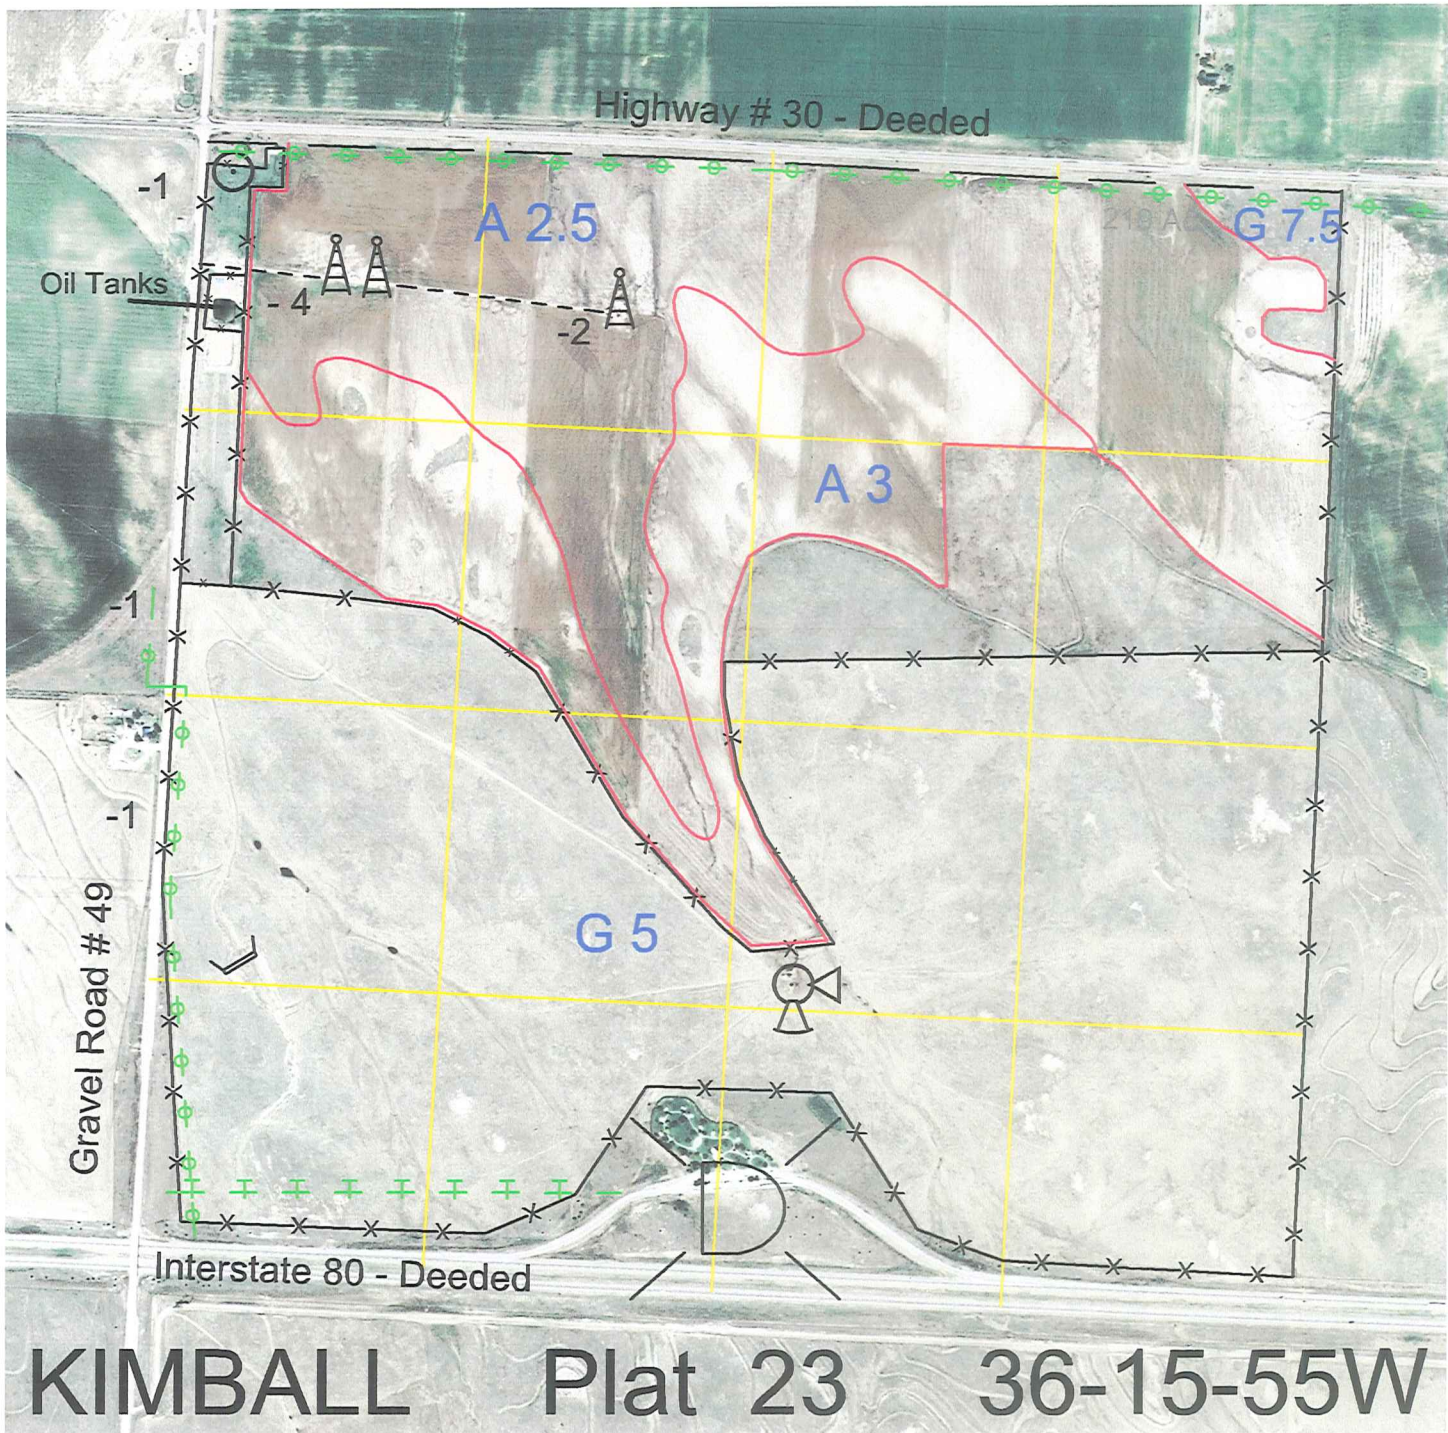 Highway # 30 - Deeded
-1
A 2.5
G 7.5
Oil Tanks
- 4
-2
A 3
-1
-1
G 5
Gravel Road # 49
Interstate 80 - Deeded
KIMBALL Plat 23 36-15-55W